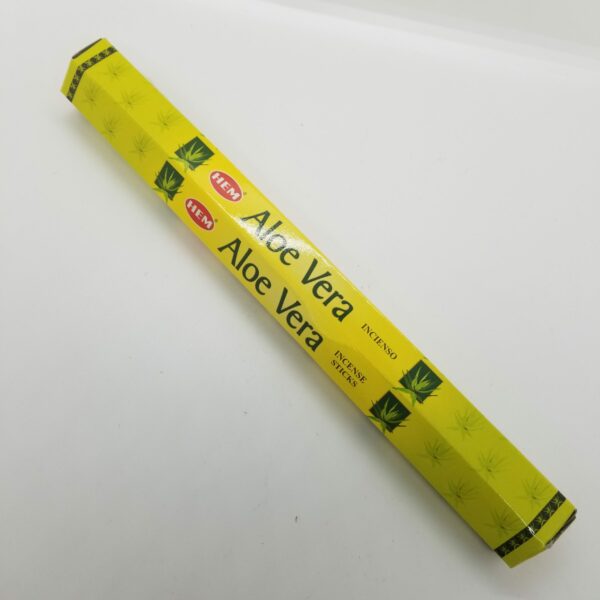 HEM
Aloe Vera
INCIENSO
HEM
Aloe Vera
INCENSE
STICKS